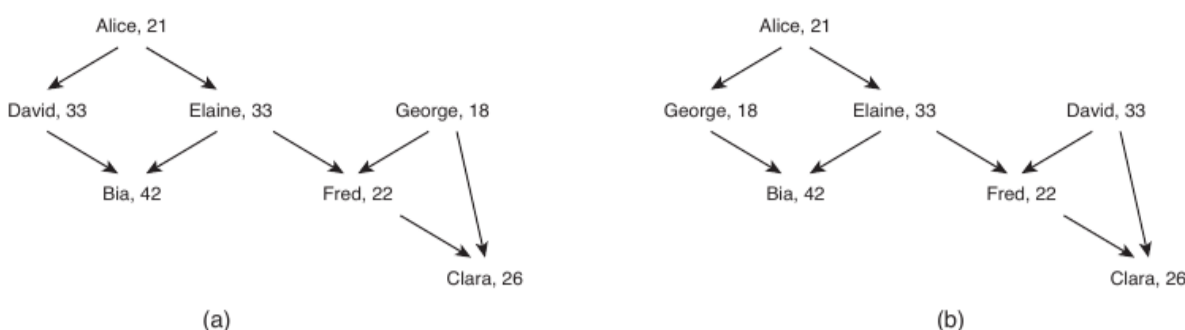 Alice, 21
David, 33
Elaine, 33
George, 18
Bia, 42
Fred, 22
Clara, 26
(a)
Alice, 21
George, 18
Elaine, 33
David, 33
Bia, 42
Fred, 22
Clara, 26
(b)